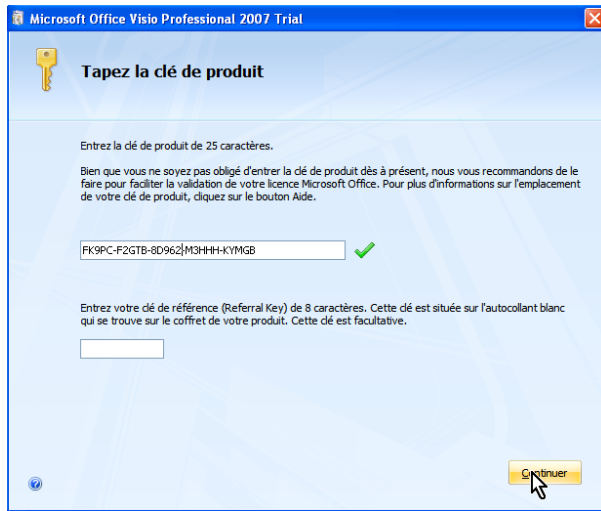 Microsoft Office Visio Professional 2007 Trial
Tapez la clé de produit
Entrez la clé de produit de 25 caractères.
Bien que vous ne soyez pas obligé d'entrer la clé de produit dès à présent, nous vous recommandons de le
faire pour faciliter la validation de votre licence Microsoft Office. Pour plus d'informations sur l'emplacement
de votre clé de produit, cliquez sur le bouton Aide.
FK9PC-F2GTB-8D962-M3HHH-KYMGB
Entrez votre clé de référence (Referral Key) de 8 caractères. Cette clé est située sur l'autocollant blanc
qui se trouve sur le coffret de votre produit. Cette clé est facultative.
Continuer